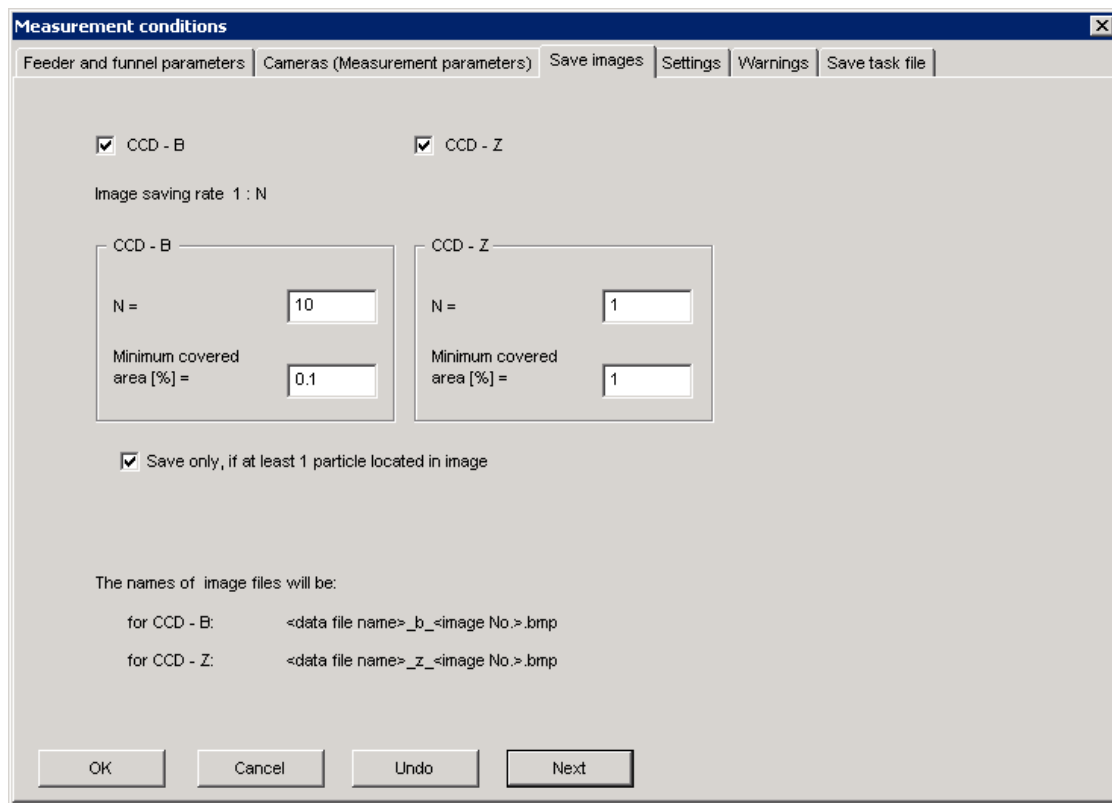 Measurement conditions
Feeder and funnel parameters Cameras (Measurement parameters) Save images Settings Warnings Save task file
CCD - B CCD - Z
Image saving rate 1 : N
CCD - B CCD - Z
N = 10 N = 1
Minimum covered Minimum covered
area [%] = 0.1 area [%] = 1
Save only, if at least 1 particle located in image
The names of image files will be:
for CCD - B: <data file name>_b_<image No.>.bmp
for CCD - Z: <data file name>_z_<image No.>.bmp
OK Cancel Undo Next